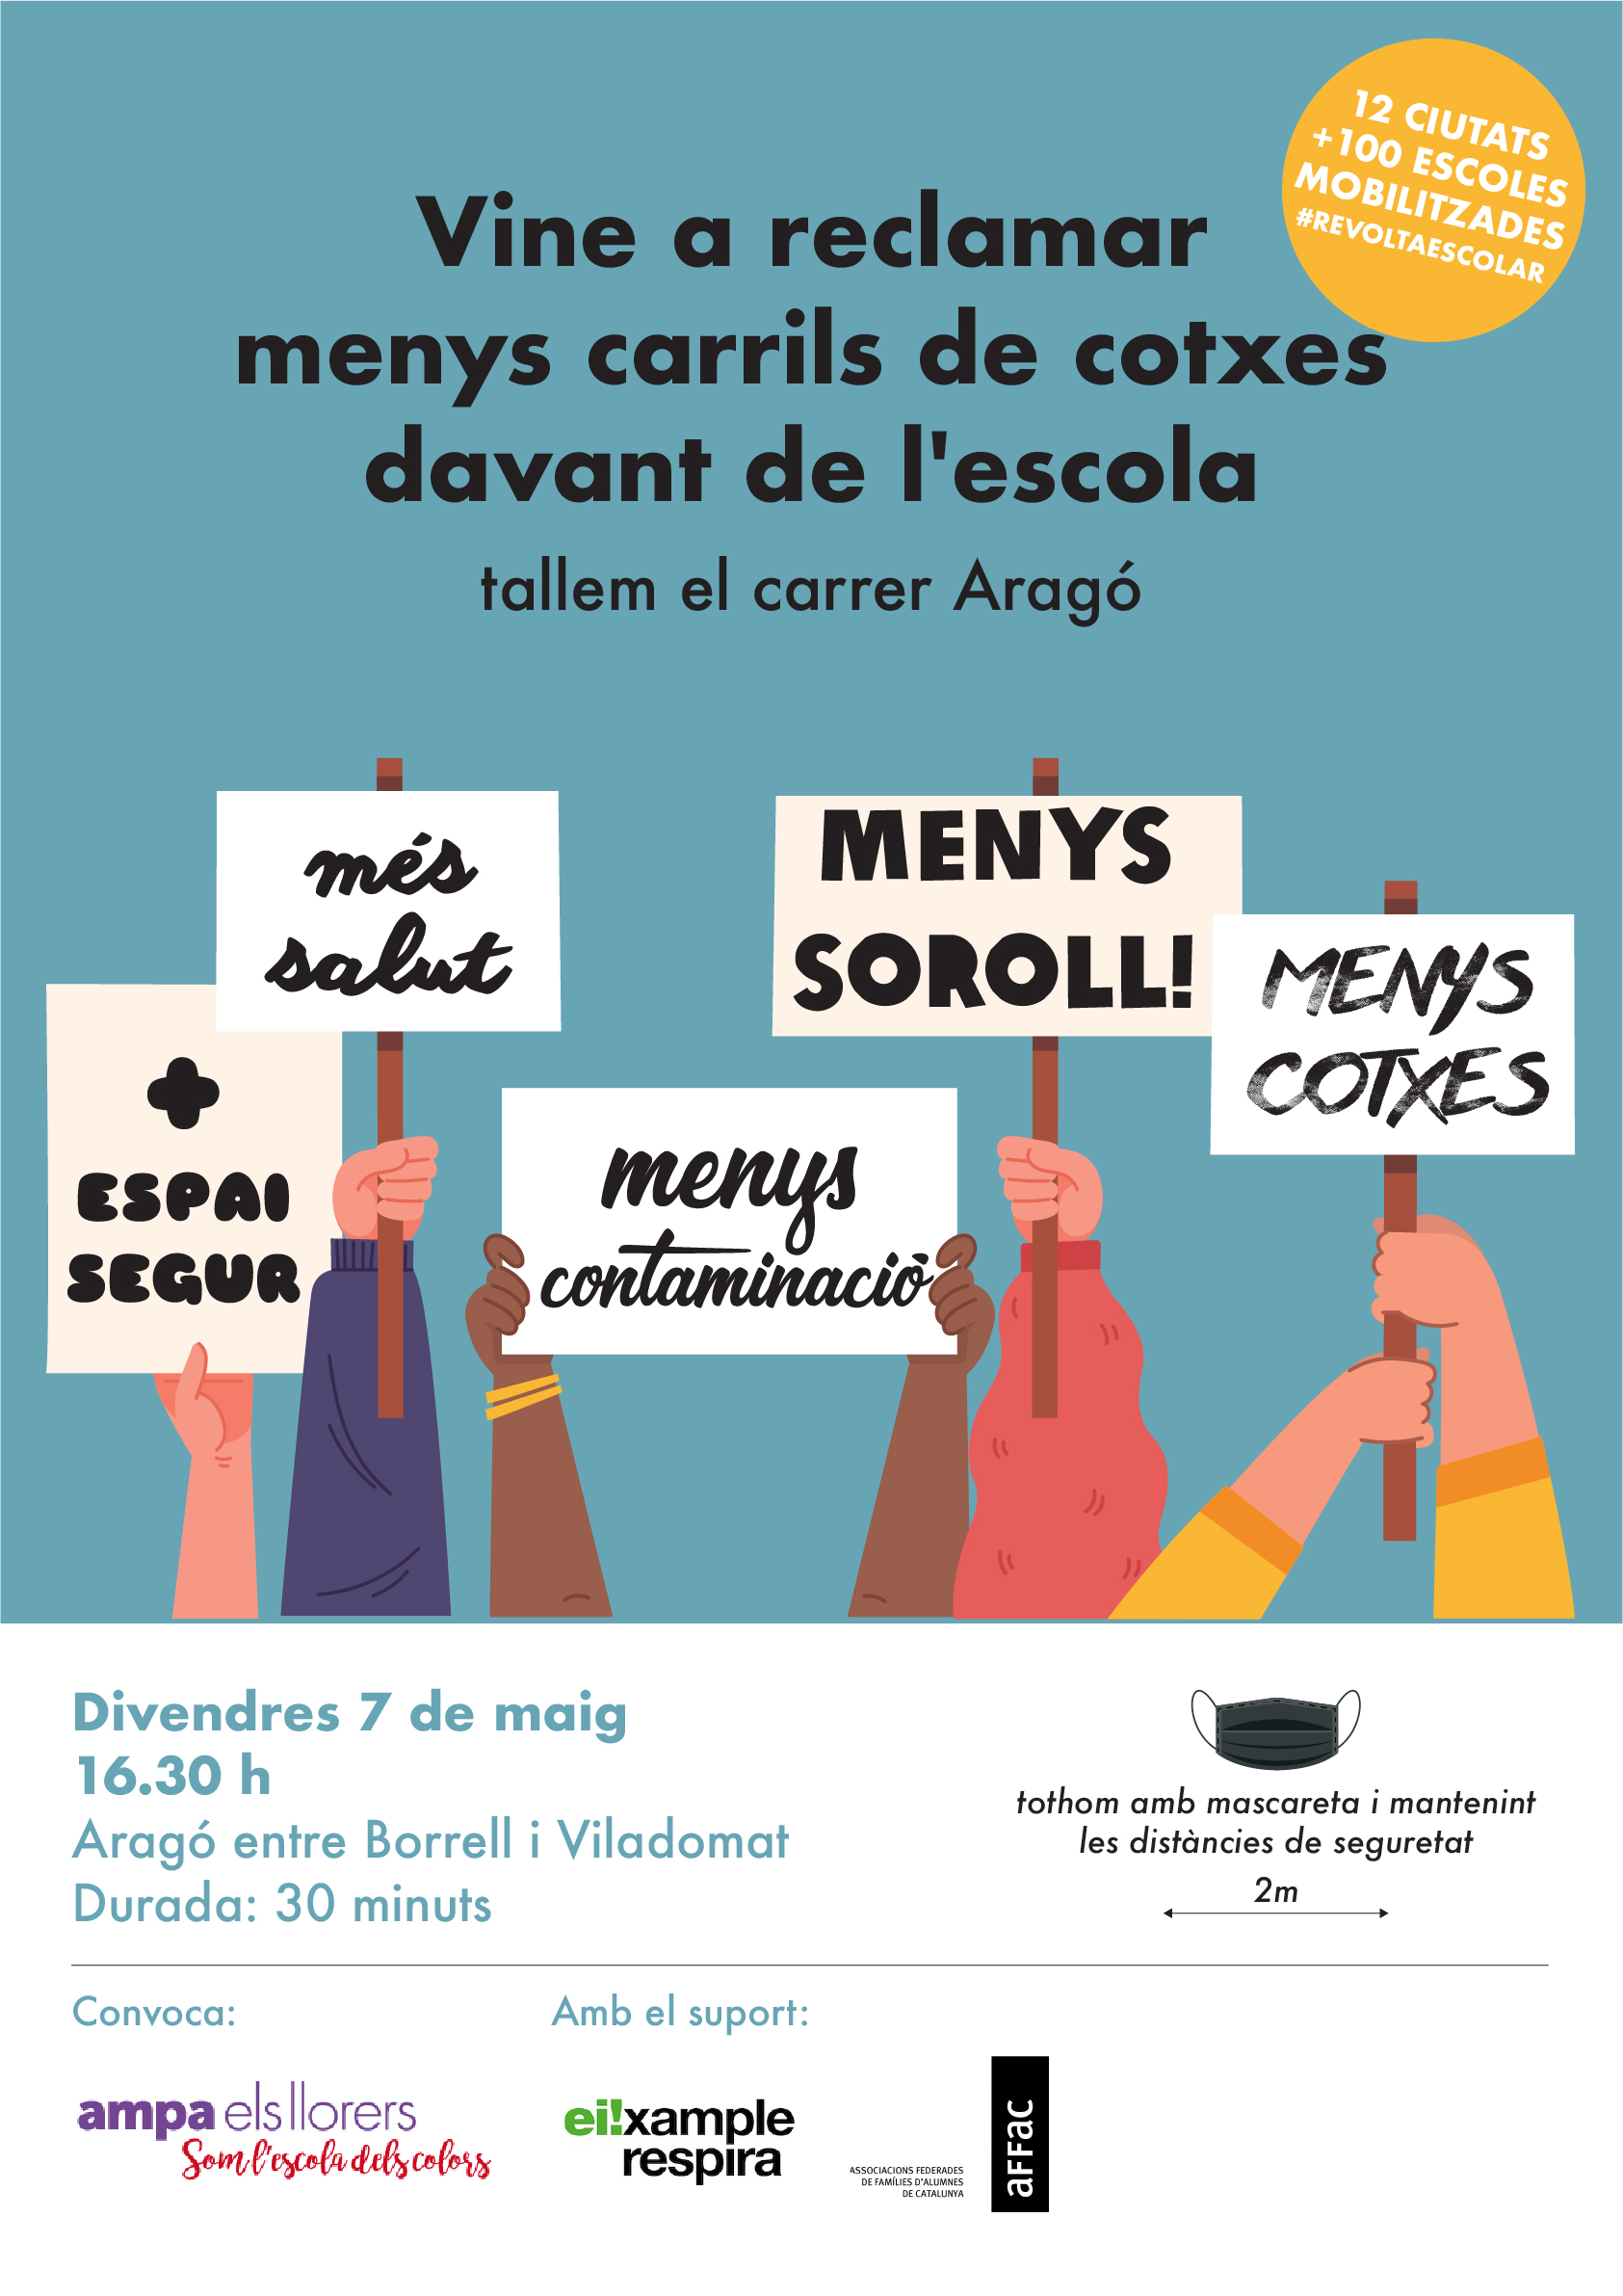 12 CIUTATS
+100 ESCOLES
MOBILITZADES
#REVOLTAESCOLAR
Vine a reclamar
menys carrils de cotxes
davant de l'escola
tallem el carrer Aragó
més
salut
MENYS
SOROLL!
MENYS
COTXES
+
ESPAI
SEGUR
menys
contaminació
Divendres 7 de maig
16.30 h
Aragó entre Borrell i Viladomat
Durada: 30 minuts
tothom amb mascareta i mantenint
les distàncies de seguretat
2m
Convoca:
Amb el suport:
ampa els llorers
Som l'escola dels colors
ei!xample
respira
ASSOCIACIONS FEDERADES
DE FAMÍLIES D'ALUMNES
DE CATALUNYA
aFFaC